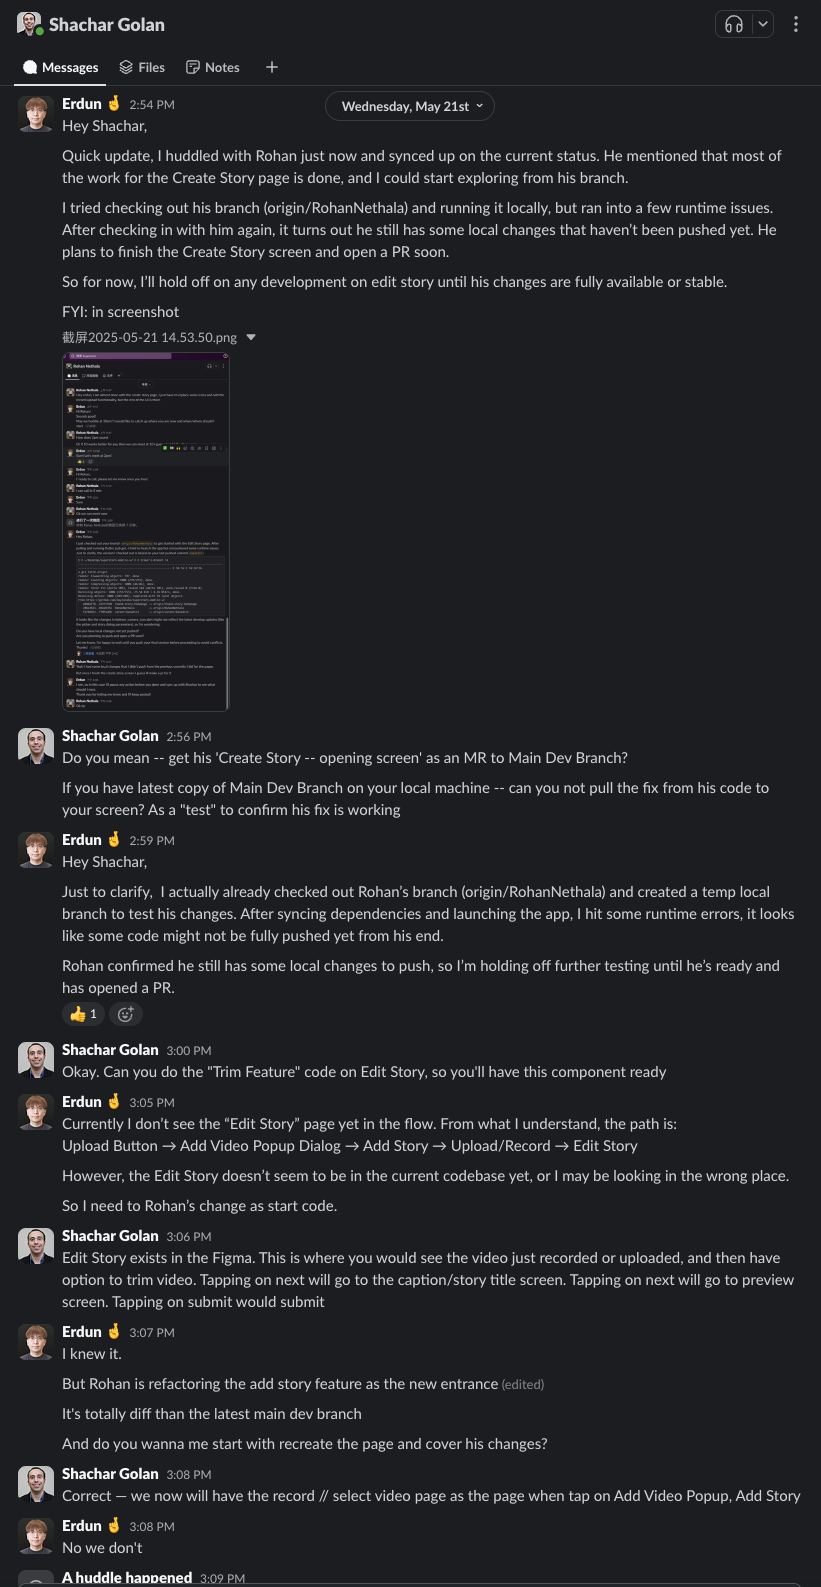 Shachar Golan
Messages
Files
Notes
Wednesday, May 21st
Erdun 🤞 2:54 PM
Hey Shachar,
Quick update, I huddled with Rohan just now and synced up on the current status. He mentioned that most of
the work for the Create Story page is done, and I could start exploring from his branch.
I tried checking out his branch (origin/RohanNethala) and running it locally, but ran into a few runtime issues.
After checking in with him again, it turns out he still has some local changes that haven’t been pushed yet. He
plans to finish the Create Story screen and open a PR soon.
So for now, I’ll hold off on any development on edit story until his changes are fully available or stable.
FYI: in screenshot
截屏2025-05-21 14.53.50.png
Shachar Golan 2:56 PM
Do you mean -- get his 'Create Story -- opening screen' as an MR to Main Dev Branch?
If you have latest copy of Main Dev Branch on your local machine -- can you not pull the fix from his code to
your screen? As a "test" to confirm his fix is working
Erdun 🤞 2:59 PM
Hey Shachar,
Just to clarify,  I actually already checked out Rohan’s branch (origin/RohanNethala) and created a temp local
branch to test his changes. After syncing dependencies and launching the app, I hit some runtime errors, it looks
like some code might not be fully pushed yet from his end.
Rohan confirmed he still has some local changes to push, so I’m holding off further testing until he’s ready and
has opened a PR.
👍 1
Shachar Golan 3:00 PM
Okay. Can you do the "Trim Feature" code on Edit Story, so you'll have this component ready
Erdun 🤞 3:05 PM
Currently I don’t see the “Edit Story” page yet in the flow. From what I understand, the path is:
Upload Button → Add Video Popup Dialog → Add Story → Upload/Record → Edit Story
However, the Edit Story doesn’t seem to be in the current codebase yet, or I may be looking in the wrong place.
So I need to Rohan’s change as start code.
Shachar Golan 3:06 PM
Edit Story exists in the Figma. This is where you would see the video just recorded or uploaded, and then have
option to trim video. Tapping on next will go to the caption/story title screen. Tapping on next will go to preview
screen. Tapping on submit would submit
Erdun 🤞 3:07 PM
I knew it.
But Rohan is refactoring the add story feature as the new entrance (edited)
It's totally diff than the latest main dev branch
And do you wanna me start with recreate the page and cover his changes?
Shachar Golan 3:08 PM
Correct — we now will have the record // select video page as the page when tap on Add Video Popup, Add Story
Erdun 🤞 3:08 PM
No we don't
A huddle happened 3:09 PM